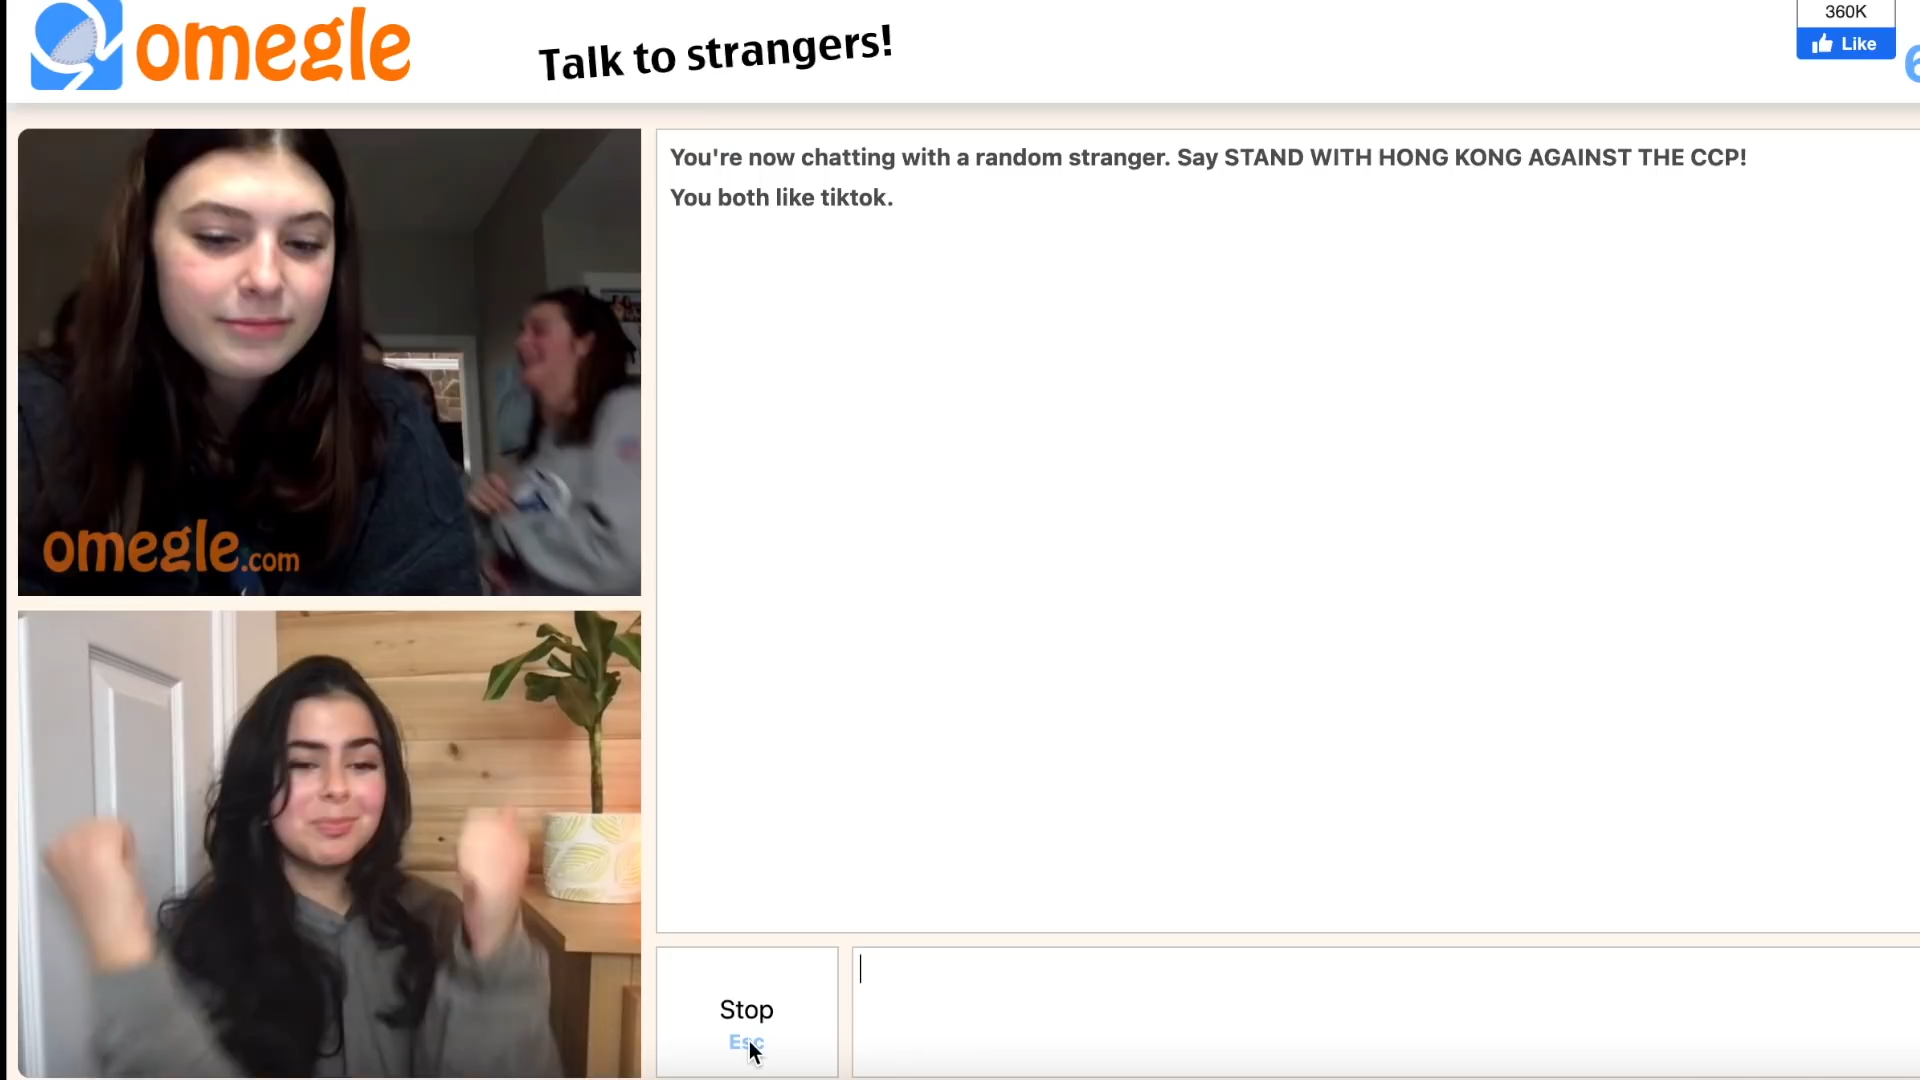 omegle
Talk to strangers!
360K
Like
You're now chatting with a random stranger. Say STAND WITH HONG KONG AGAINST THE CCP!
You both like tiktok.
omegle.com
Stop
Esc